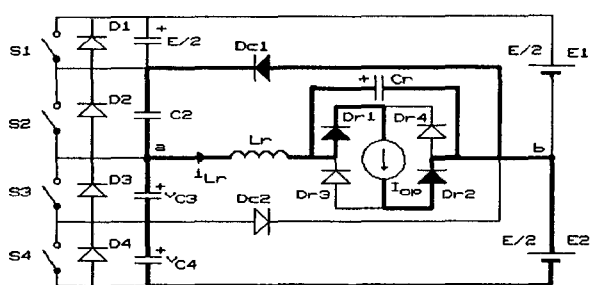 S1
D1
+
E/2
Dc1
E/2
E1
S2
D2
C2
+
Cr
Dr1
Dr4
a
Lr
b
iLr
Iop
S3
D3
+
vC3
Dc2
Dr3
Dr2
S4
D4
+
vC4
E/2
E2